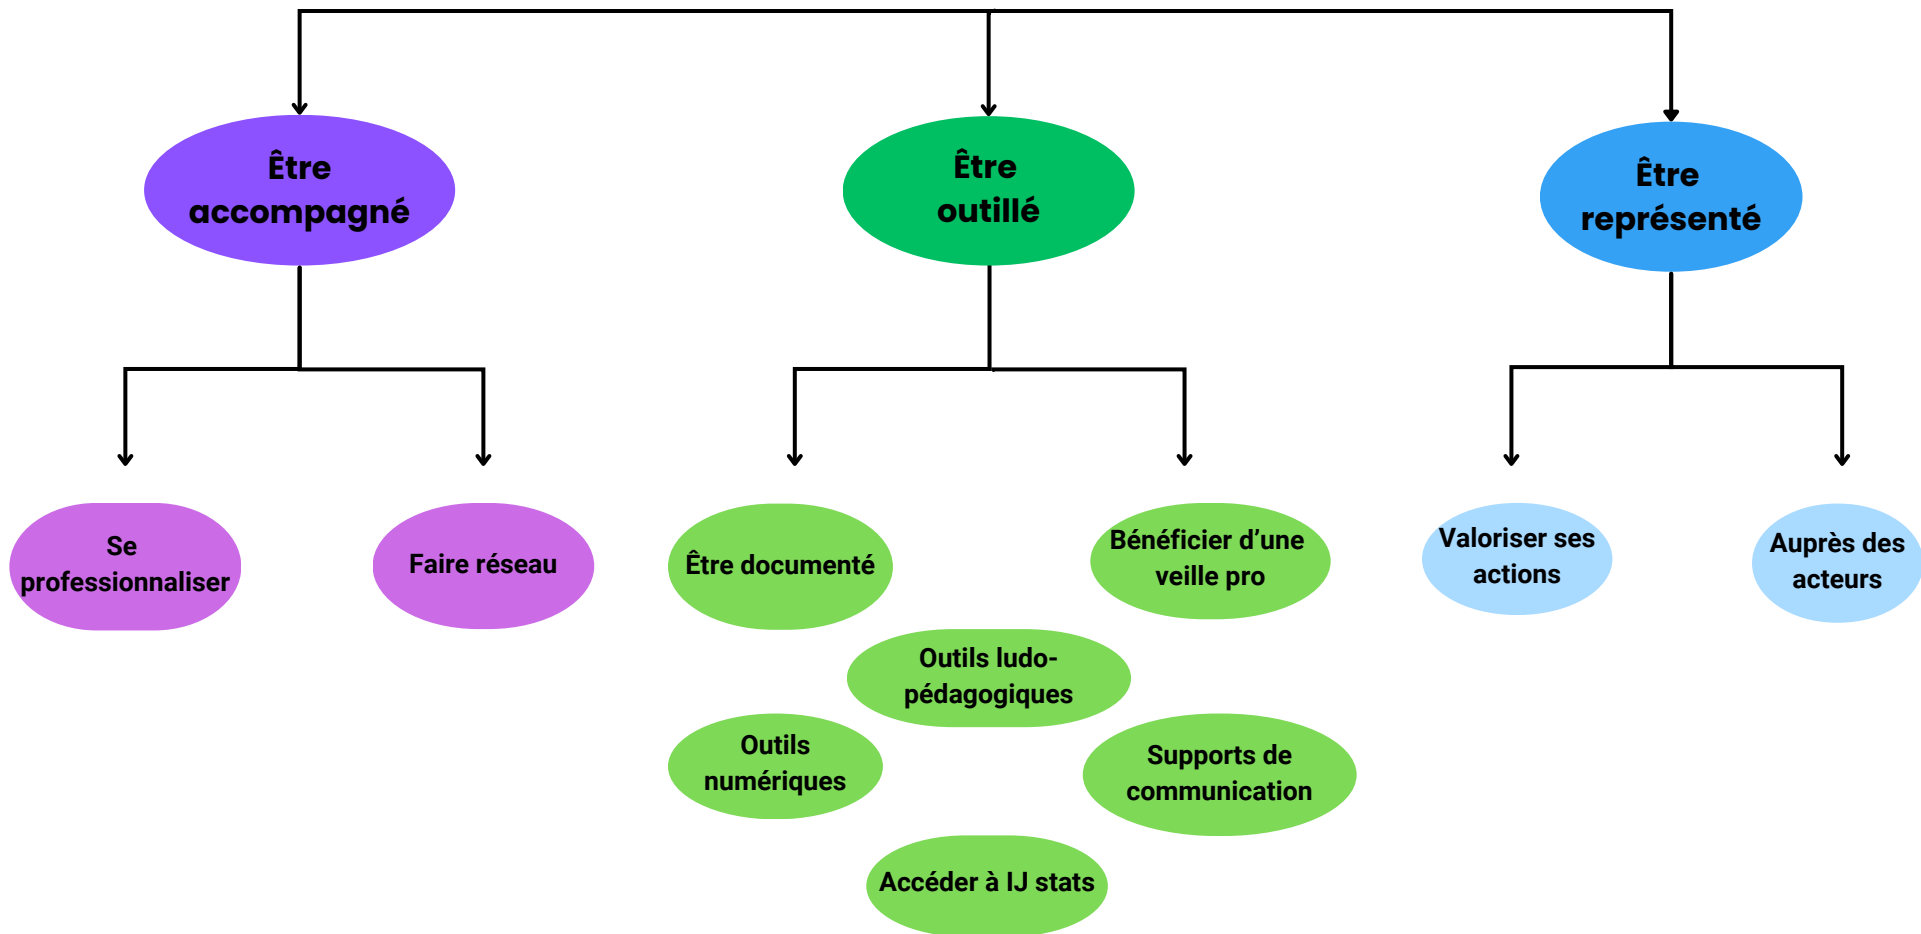 Être
accompagné
Être
outillé
Être
représenté
Se
professionnaliser
Faire réseau
Être documenté
Bénéficier d’une
veille pro
Valoriser ses
actions
Auprès des
acteurs
Outils ludo-
pédagogiques
Outils
numériques
Supports de
communication
Accéder à IJ stats